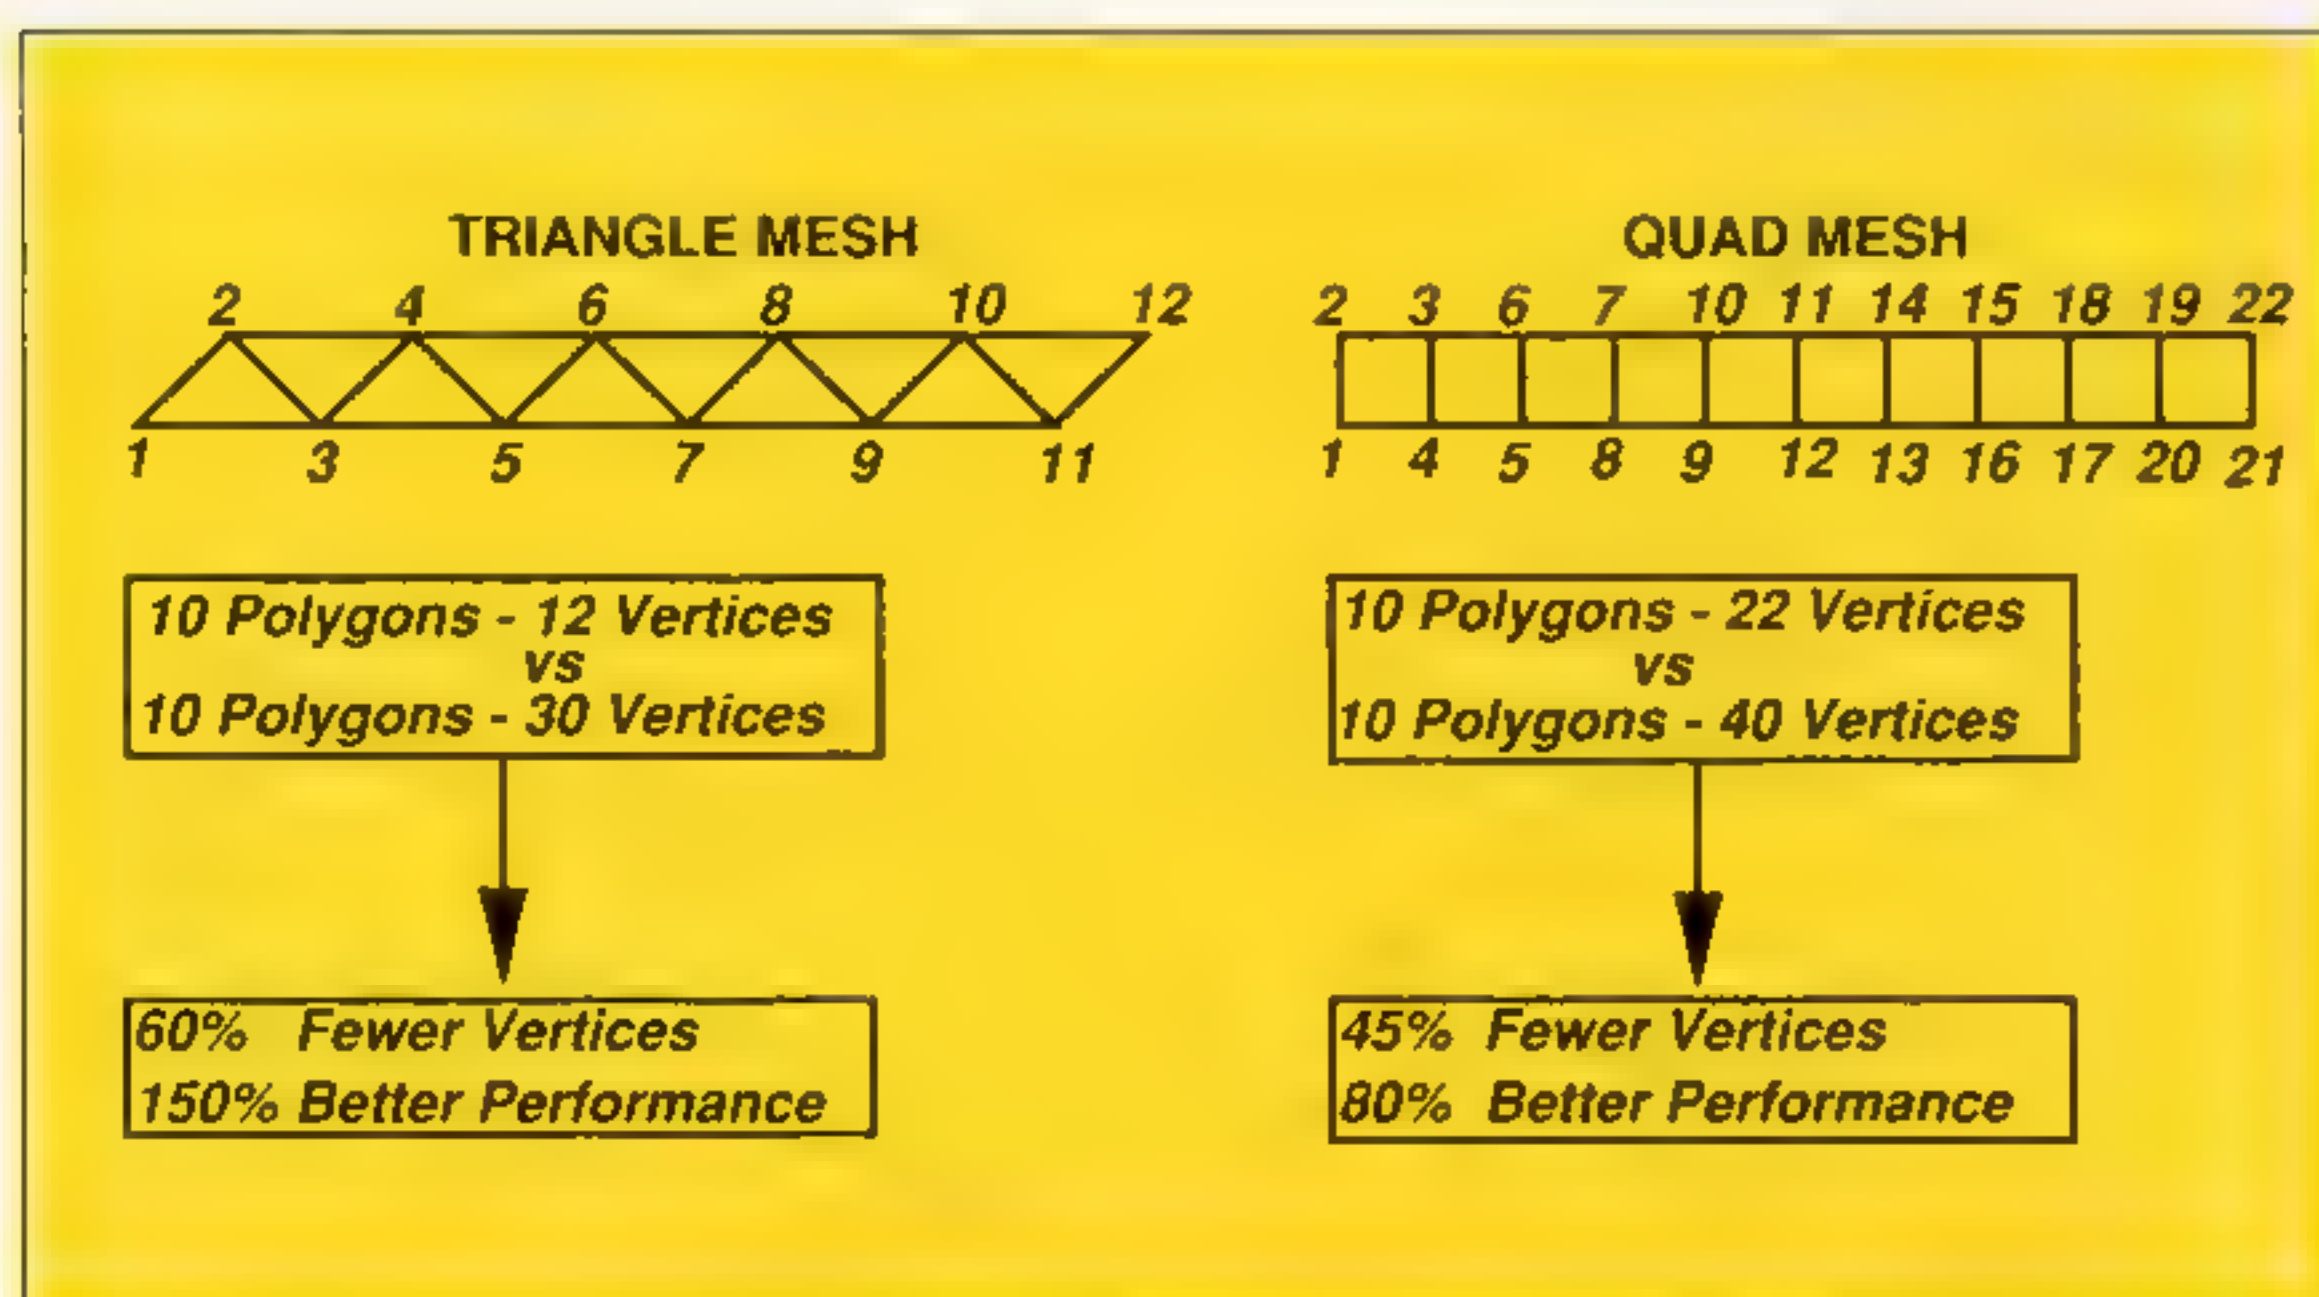 TRIANGLE MESH
2 4 6 8 10 12
1 3 5 7 9 11
10 Polygons - 12 Vertices
vs
10 Polygons - 30 Vertices
60% Fewer Vertices
150% Better Performance
QUAD MESH
2 3 6 7 10 11 14 15 18 19 22
1 4 5 8 9 12 13 16 17 20 21
10 Polygons - 22 Vertices
vs
10 Polygons - 40 Vertices
45% Fewer Vertices
80% Better Performance